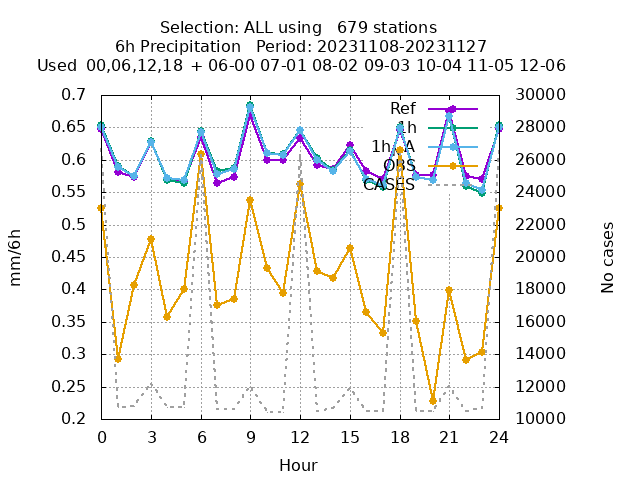 Selection: ALL using   679 stations
6h Precipitation   Period: 20231108-20231127
Used 00,06,12,18 + 06-00 07-01 08-02 09-03 10-04 11-05 12-06
Ref
1h
OBS
CASES
0.7
0.65
0.6
0.55
0.5
0.45
0.4
0.35
0.3
0.25
0.2
30000
28000
26000
24000
22000
20000
18000
16000
14000
12000
10000
mm/6h
No cases
0 3 6 9 12 15 18 21 24
Hour